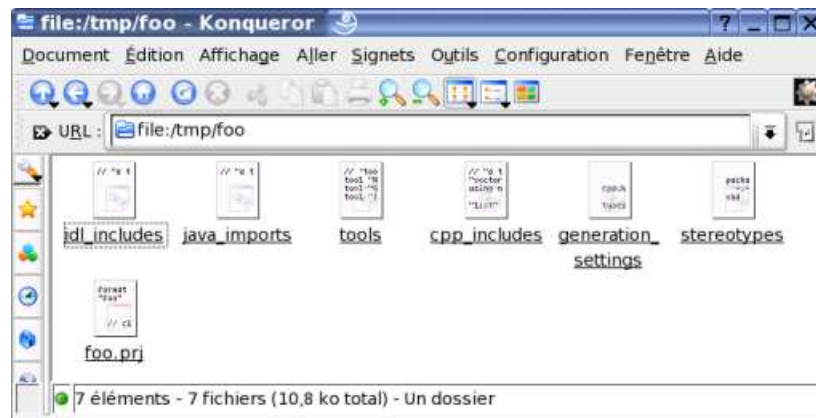 file:/tmp/foo - Konqueror
Document Édition Affichage Aller Signets Outils Configuration Fenêtre Aide
URL : file:/tmp/foo
idl_includes java_imports tools cpp_includes generation_ stereotypes
settings
foo.prj
7 éléments - 7 fichiers (10,8 ko total) - Un dossier